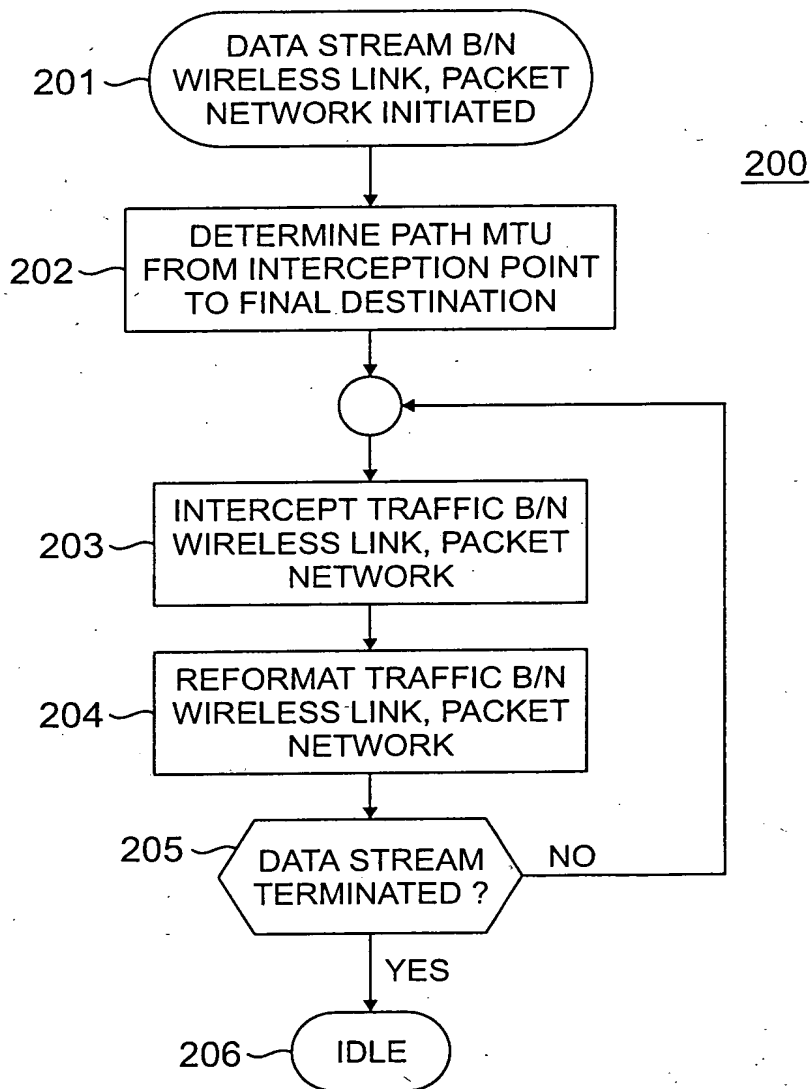 DATA STREAM B/N
WIRELESS LINK, PACKET
NETWORK INITIATED
201
200
DETERMINE PATH MTU
FROM INTERCEPTION POINT
TO FINAL DESTINATION
202
INTERCEPT TRAFFIC B/N
WIRELESS LINK, PACKET
NETWORK
203
REFORMAT TRAFFIC B/N
WIRELESS LINK, PACKET
NETWORK
204
205
DATA STREAM
TERMINATED ?
NO
YES
206
IDLE